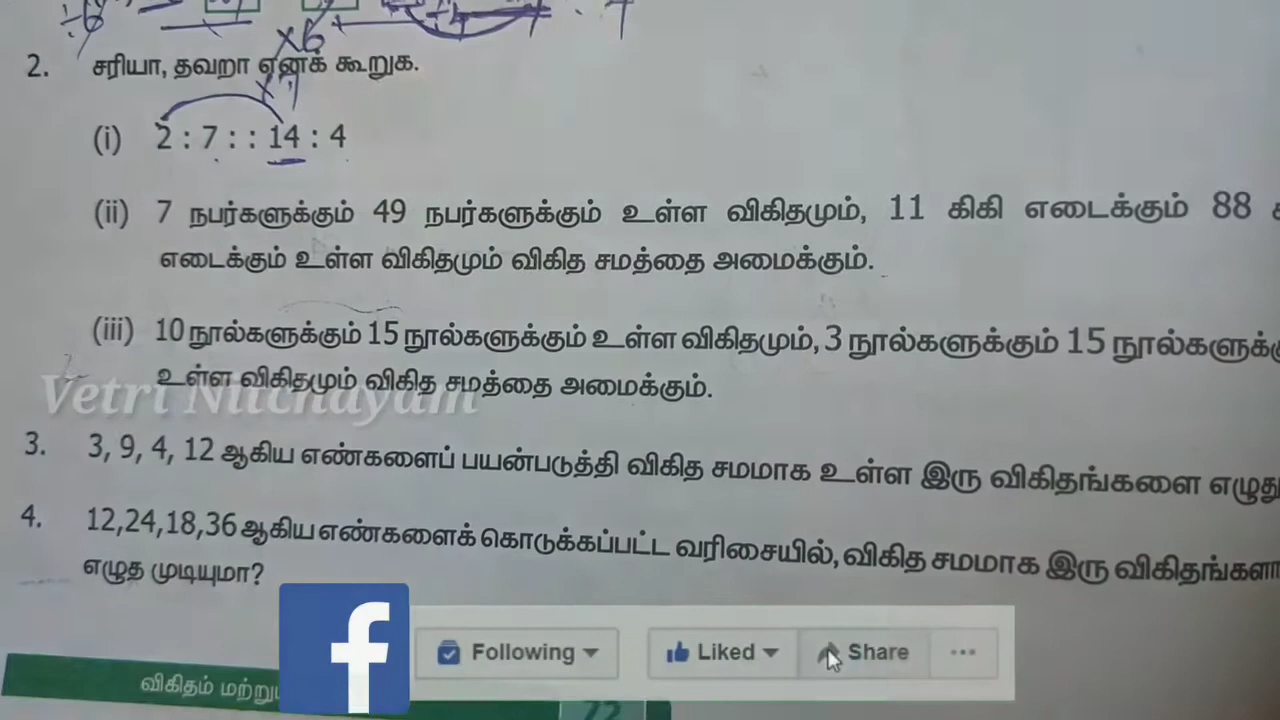 ×6
2. சரியா, தவறா எனக் கூறுக.
×7
(i) 2 : 7 : : 14 : 4
(ii) 7 நபர்களுக்கும் 49 நபர்களுக்கும் உள்ள விகிதமும், 11 கிகி எடைக்கும் 88
எடைக்கும் உள்ள விகிதமும் விகித சமத்தை அமைக்கும்.
(iii) 10 நூல்களுக்கும் 15 நூல்களுக்கும் உள்ள விகிதமும், 3 நூல்களுக்கும் 15 நூல்களுக்கு
உள்ள விகிதமும் விகித சமத்தை அமைக்கும்.
Vetri Nitchayam
3. 3, 9, 4, 12 ஆகிய எண்களைப் பயன்படுத்தி விகித சமமாக உள்ள இரு விகிதங்களை எழுது
4. 12,24,18,36 ஆகிய எண்களைக் கொடுக்கப்பட்ட வரிசையில், விகித சமமாக இரு விகிதங்களா
எழுத முடியுமா?
f Following Liked Share ...
விகிதம் மற்றும்
72